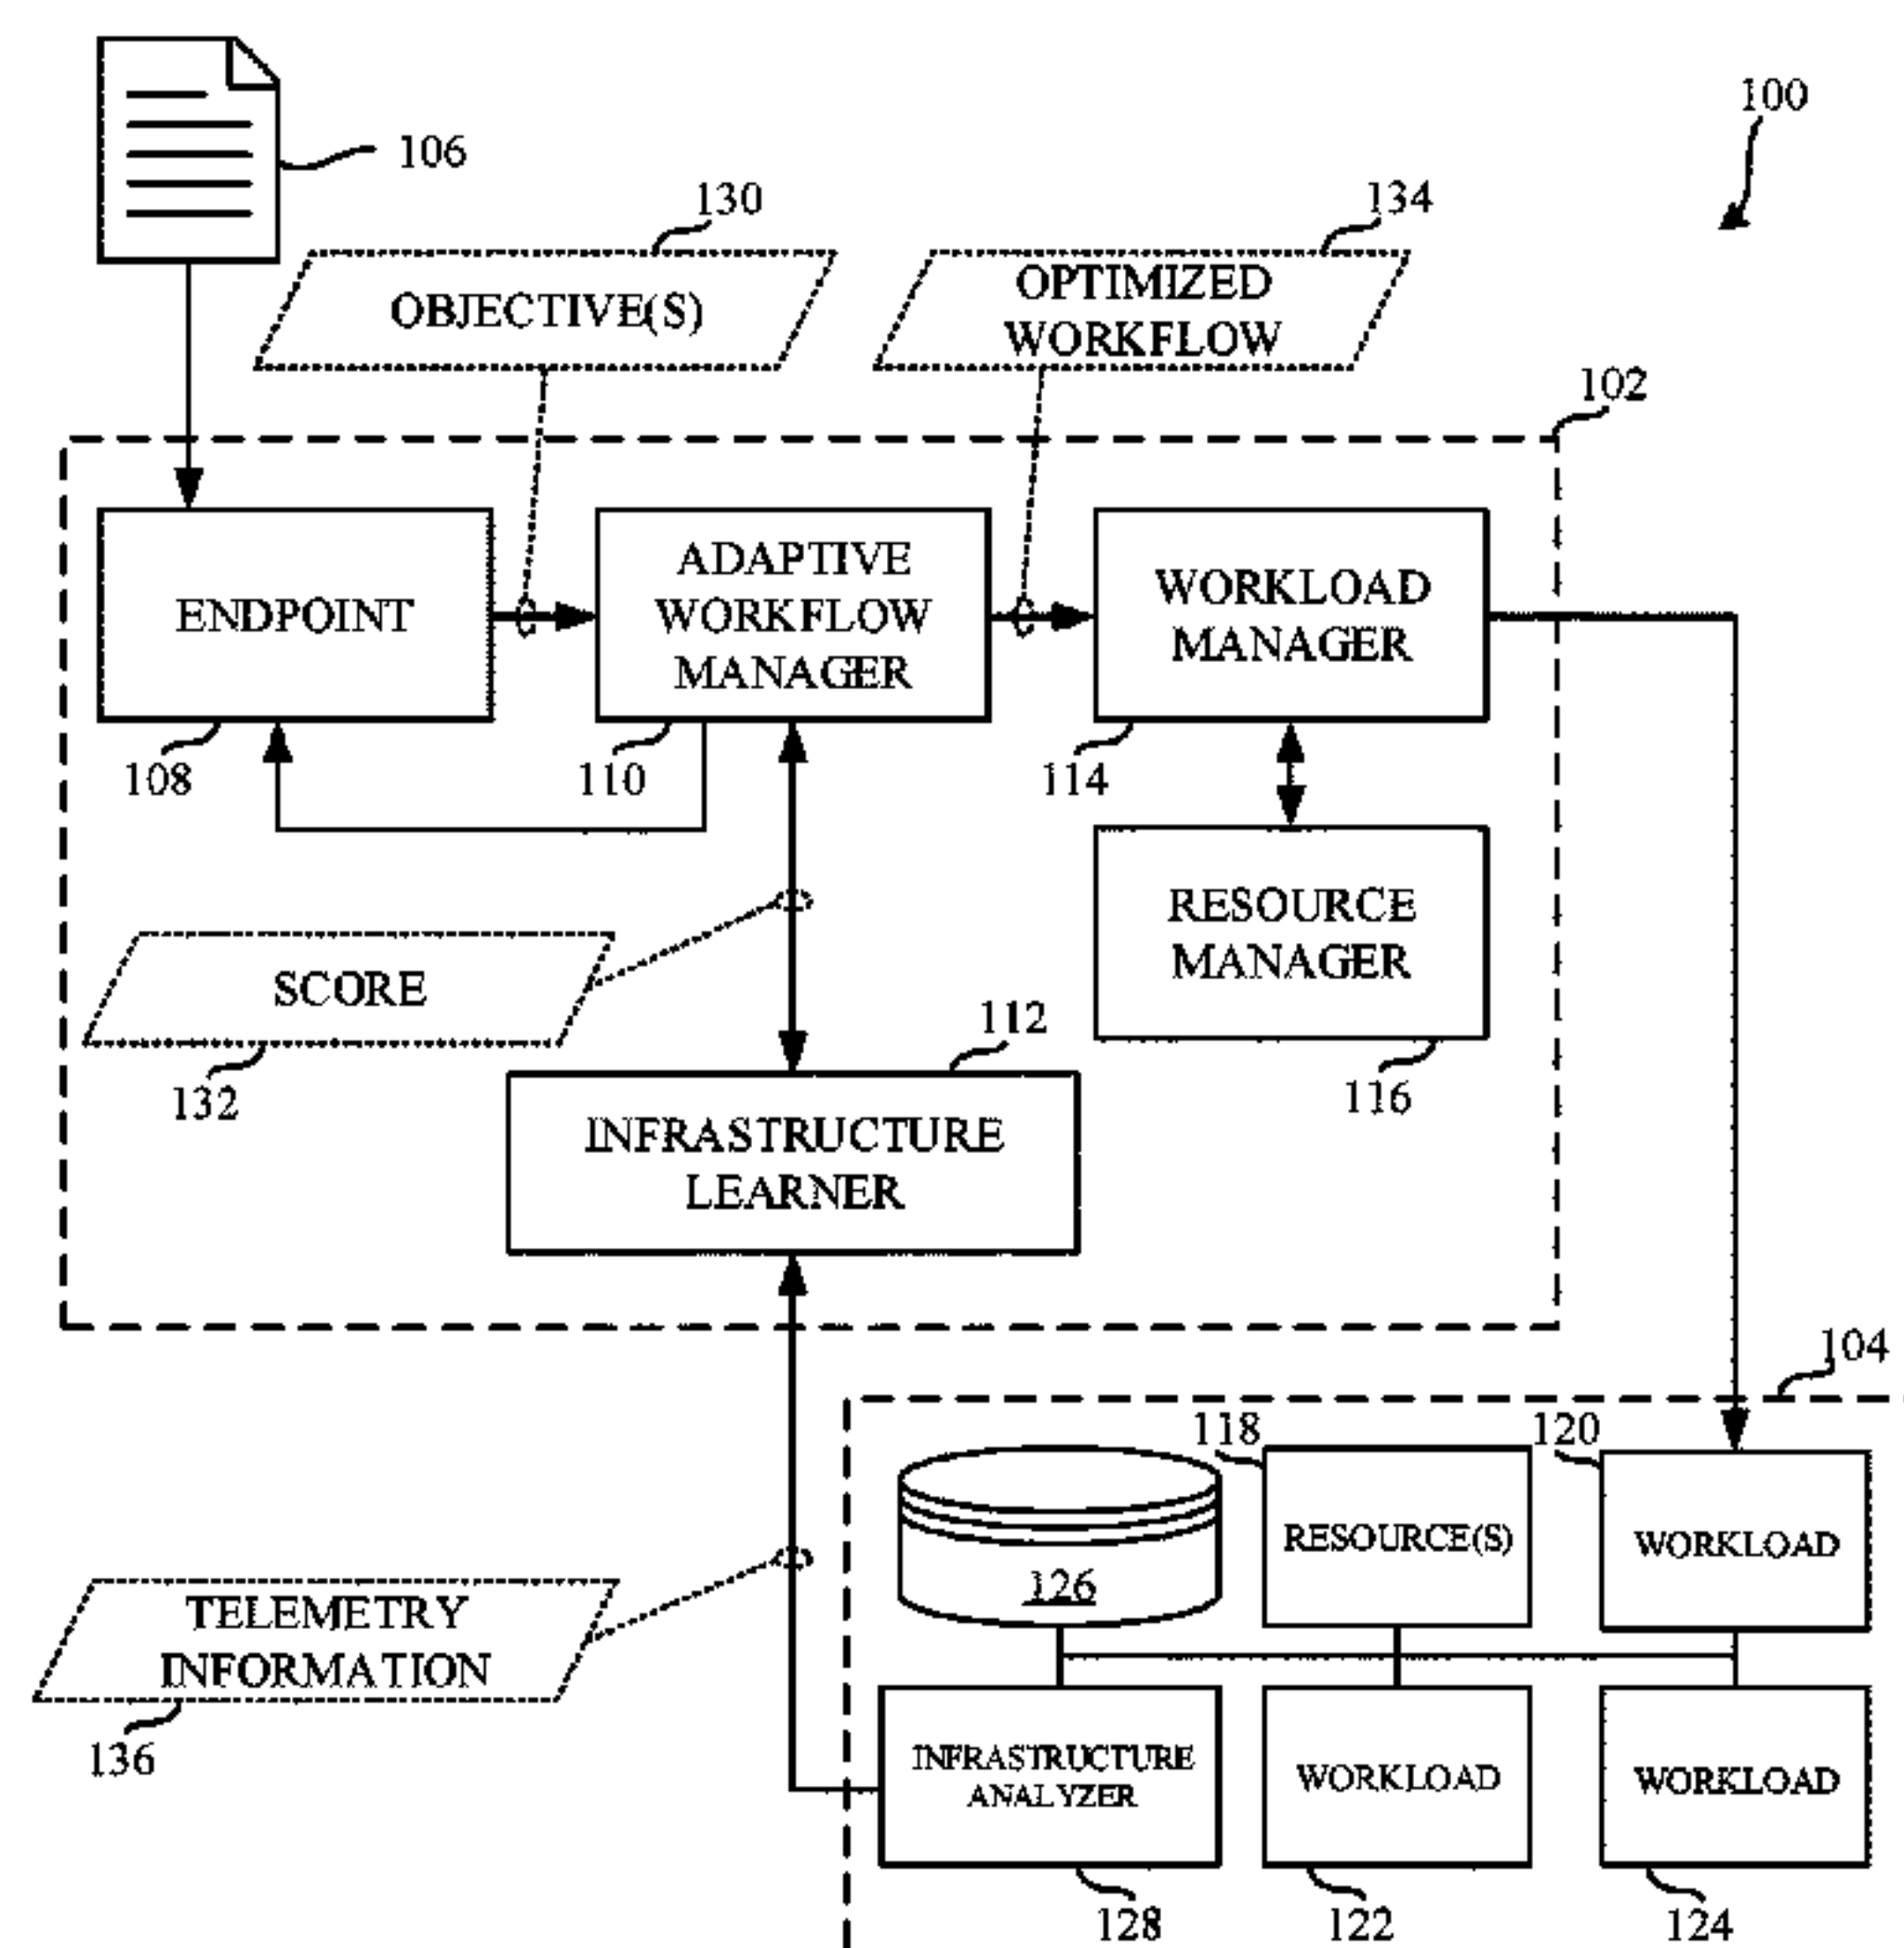 100
106
130
134
OBJECTIVE(S)
OPTIMIZED
WORKFLOW
102
ENDPOINT
ADAPTIVE
WORKFLOW
MANAGER
WORKLOAD
MANAGER
108
110
114
RESOURCE
MANAGER
SCORE
112
132
116
INFRASTRUCTURE
LEARNER
104
118
120
RESOURCE(S)
WORKLOAD
126
TELEMETRY
INFORMATION
136
INFRASTRUCTURE
ANALYZER
WORKLOAD
WORKLOAD
128
122
124